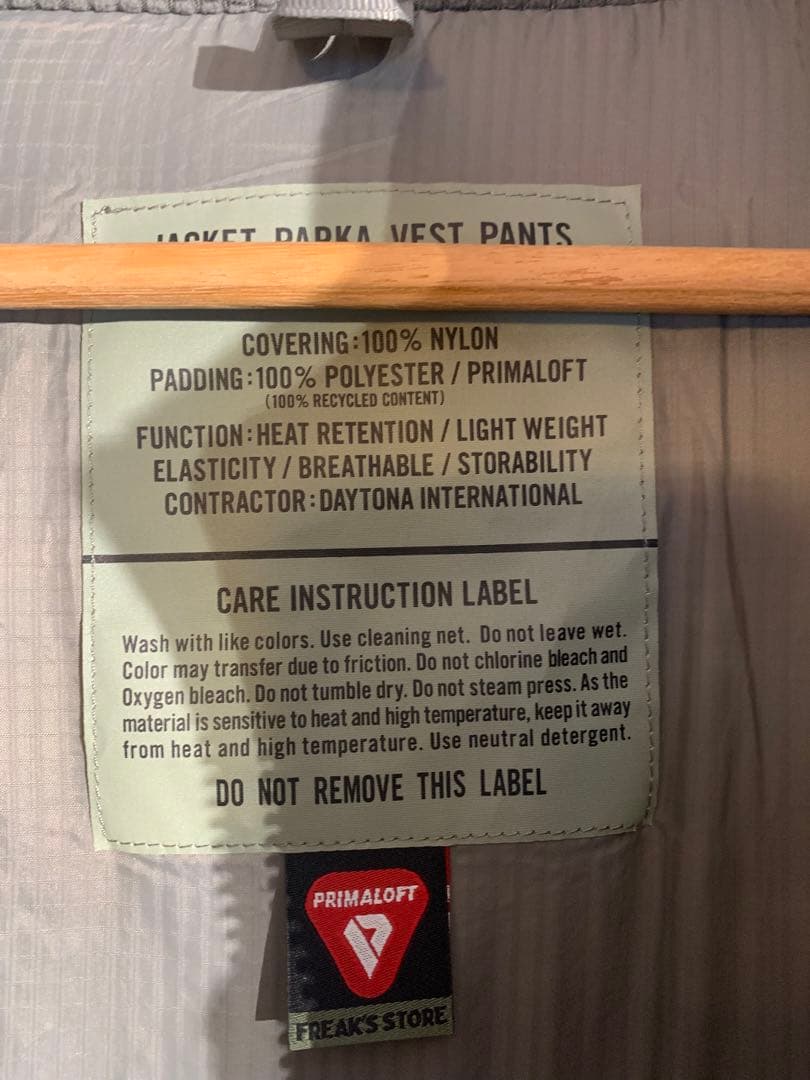 JACKET PARKA VEST PANTS
COVERING:100% NYLON
PADDING:100% POLYESTER / PRIMALOFT
(100% RECYCLED CONTENT)
FUNCTION:HEAT RETENTION / LIGHT WEIGHT
ELASTICITY / BREATHABLE / STORABILITY
CONTRACTOR:DAYTONA INTERNATIONAL
CARE INSTRUCTION LABEL
Wash with like colors. Use cleaning net. Do not leave wet.
Color may transfer due to friction. Do not chlorine bleach and
Oxygen bleach. Do not tumble dry. Do not steam press. As the
material is sensitive to heat and high temperature, keep it away
from heat and high temperature. Use neutral detergent.
DO NOT REMOVE THIS LABEL
PRIMALOFT
FREAK'S STORE